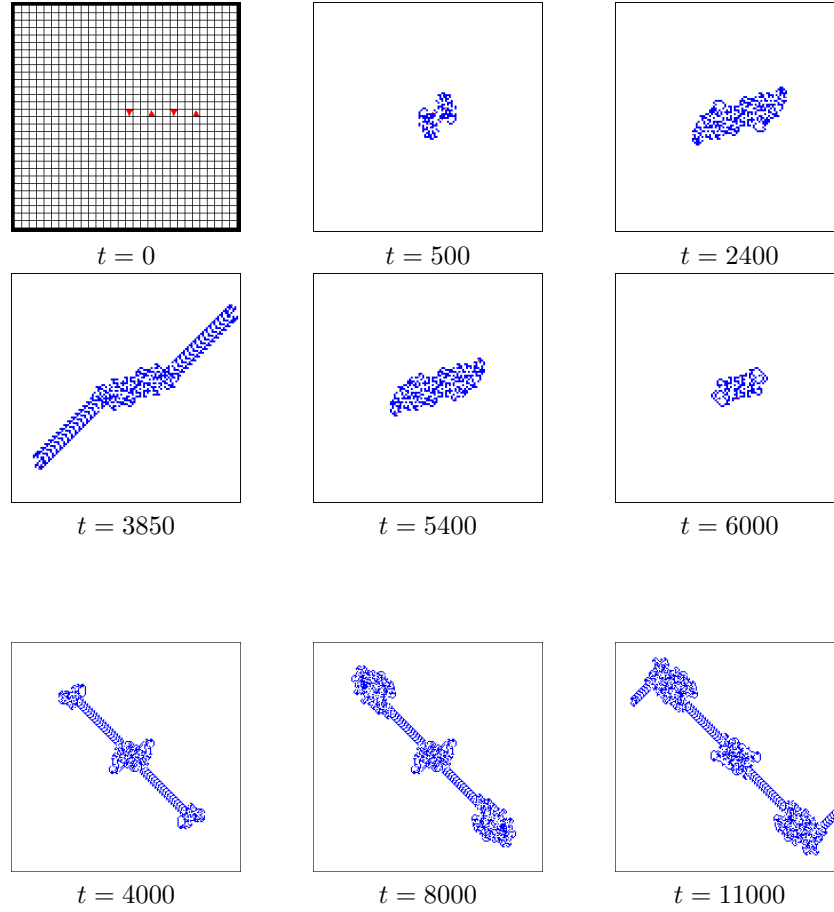 t = 0
t = 500
t = 2400
t = 3850
t = 5400
t = 6000
t = 4000
t = 8000
t = 11000